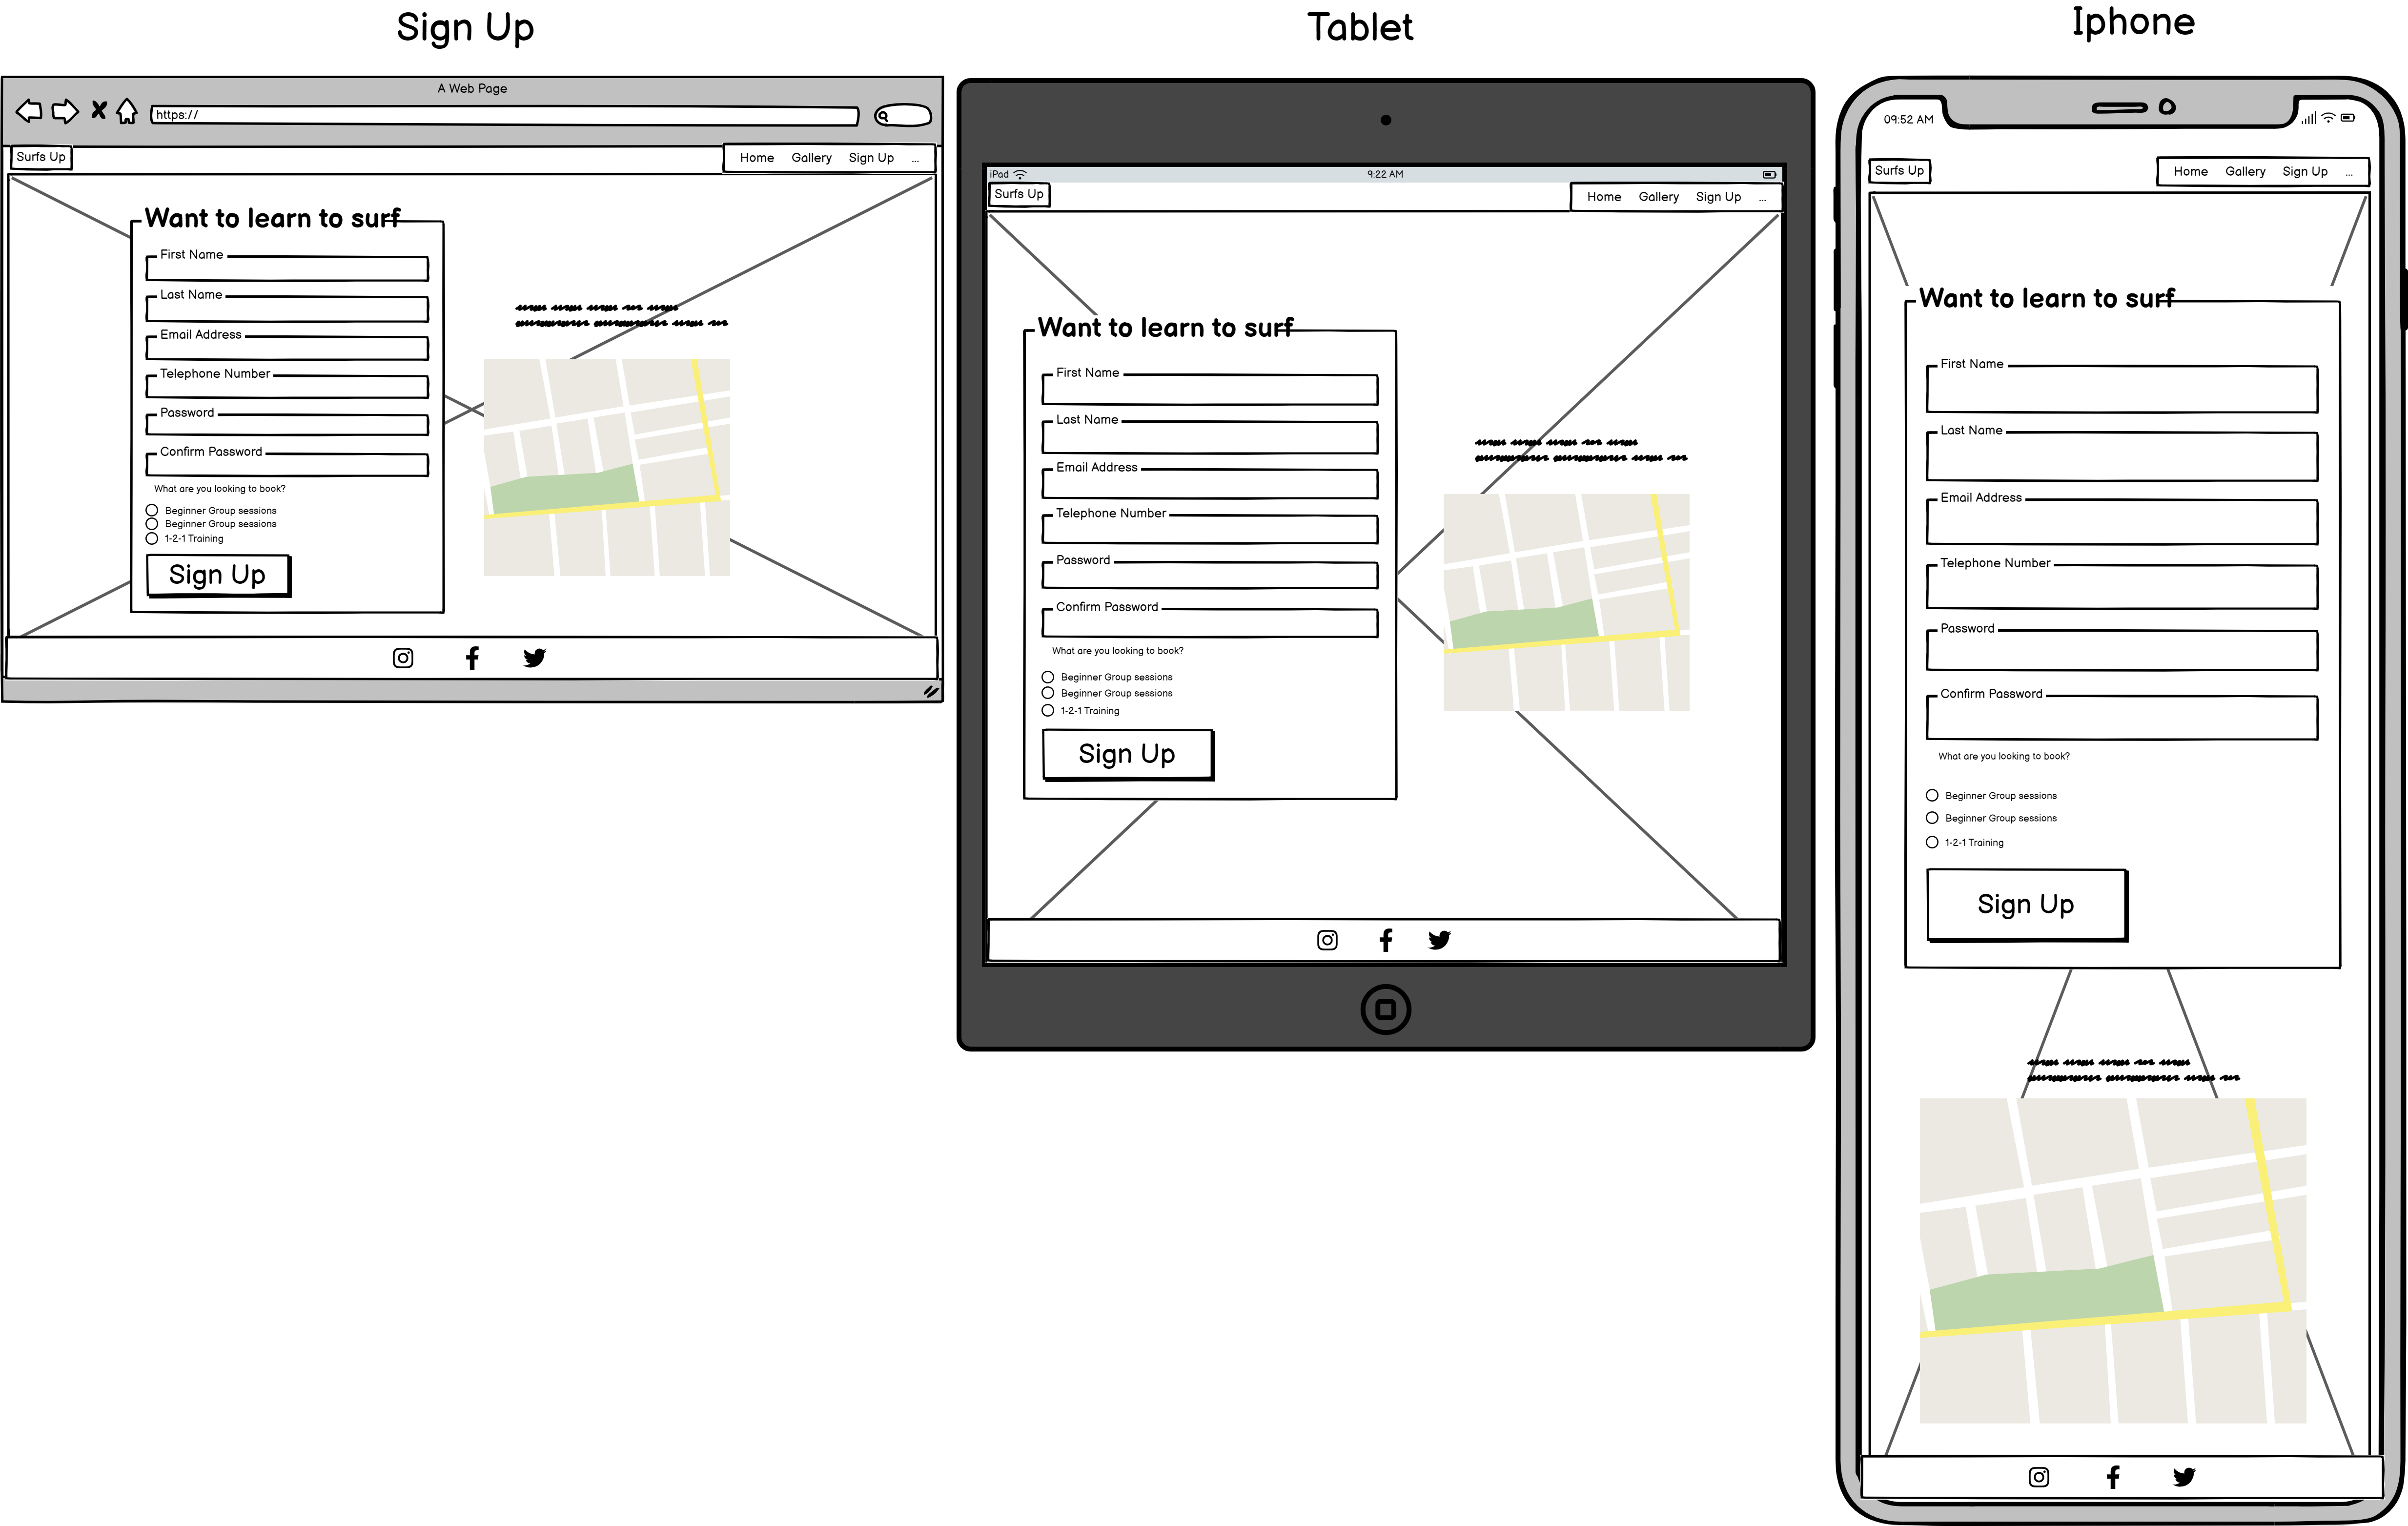 Sign Up
A Web Page
https://
Surfs Up
Home Gallery Sign Up ...
Want to learn to surf
First Name
Last Name
Email Address
Telephone Number
Password
Confirm Password
What are you looking to book?
Beginner Group sessions
Beginner Group sessions
1-2-1 Training
Sign Up
Tablet
iPad 9:22 AM
Surfs Up
Home Gallery Sign Up ...
Want to learn to surf
First Name
Last Name
Email Address
Telephone Number
Password
Confirm Password
What are you looking to book?
Beginner Group sessions
Beginner Group sessions
1-2-1 Training
Sign Up
Iphone
09:52 AM
Surfs Up
Home Gallery Sign Up ...
Want to learn to surf
First Name
Last Name
Email Address
Telephone Number
Password
Confirm Password
What are you looking to book?
Beginner Group sessions
Beginner Group sessions
1-2-1 Training
Sign Up